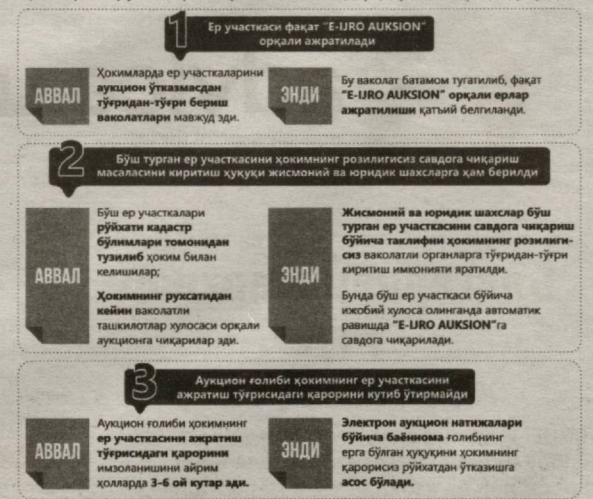 1
Ер участкаси фақат "E-IJRO AUKSION"
орқали ажратилади
АВВАЛ
Ҳокимларда ер участкаларини
аукцион ўтказмасдан
тўғридан-тўғри бериш
ваколатлари мавжуд эди.
ЭНДИ
Бу ваколат батамом тугатилиб, фақат
"E-IJRO AUKSION" орқали ерлар
ажратилиши қатъий белгиланди.
2
Бўш турган ер участкасини ҳокимнинг розилигисиз савдога чиқариш
масаласини киритиш ҳуқуқи жисмоний ва юридик шахсларга ҳам берилди
АВВАЛ
Бўш ер участкалари
рўйхати кадастр
бўлимлари томонидан
тузилиб ҳоким билан
келишилар;
Ҳокимнинг рухсатидан
кейин ваколатли
ташкилотлар хулосаси орқали
аукционга чиқарилар эди.
ЭНДИ
Жисмоний ва юридик шахслар бўш
турган ер участкасини савдога чиқариш
бўйича таклифни ҳокимнинг розилиги-
сиз ваколатли органларга тўғридан-тўғри
киритиш имконияти яратилди.
Бунда бўш ер участкаси бўйича
ижобий хулоса олинганда автоматик
равишда "E-IJRO AUKSION"га
савдога чиқарилади.
3
Аукцион ғолиби ҳокимнинг ер участкасини
ажратиш тўғрисидаги қарорини кутиб ўтирмайди
АВВАЛ
Аукцион ғолиби ҳокимнинг
ер участкасини ажратиш
тўғрисидаги қарорини
имзоланишини айрим
ҳолларда 3-6 ой кутар эди.
ЭНДИ
Электрон аукцион натижалари
бўйича баённома ғолибнинг
ерга бўлган ҳуқуқини ҳокимнинг
қарорисиз рўйхатдан ўтказишга
асос бўлади.